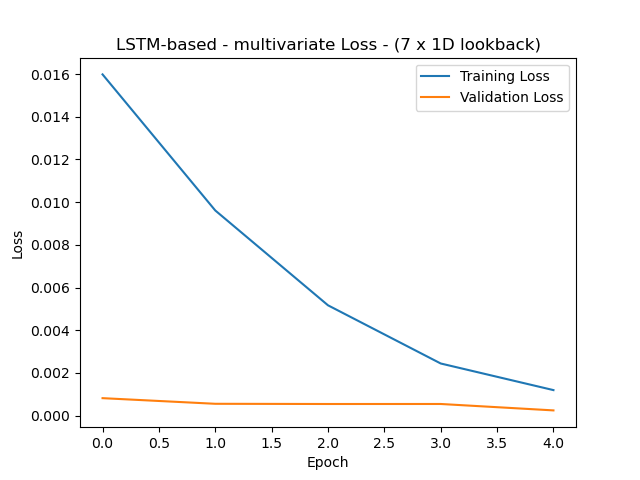 LSTM-based - multivariate Loss - (7 x 1D lookback)
Training Loss
Validation Loss
0.016
0.014
0.012
0.010
0.008
0.006
0.004
0.002
0.000
Loss
0.0 0.5 1.0 1.5 2.0 2.5 3.0 3.5 4.0
Epoch